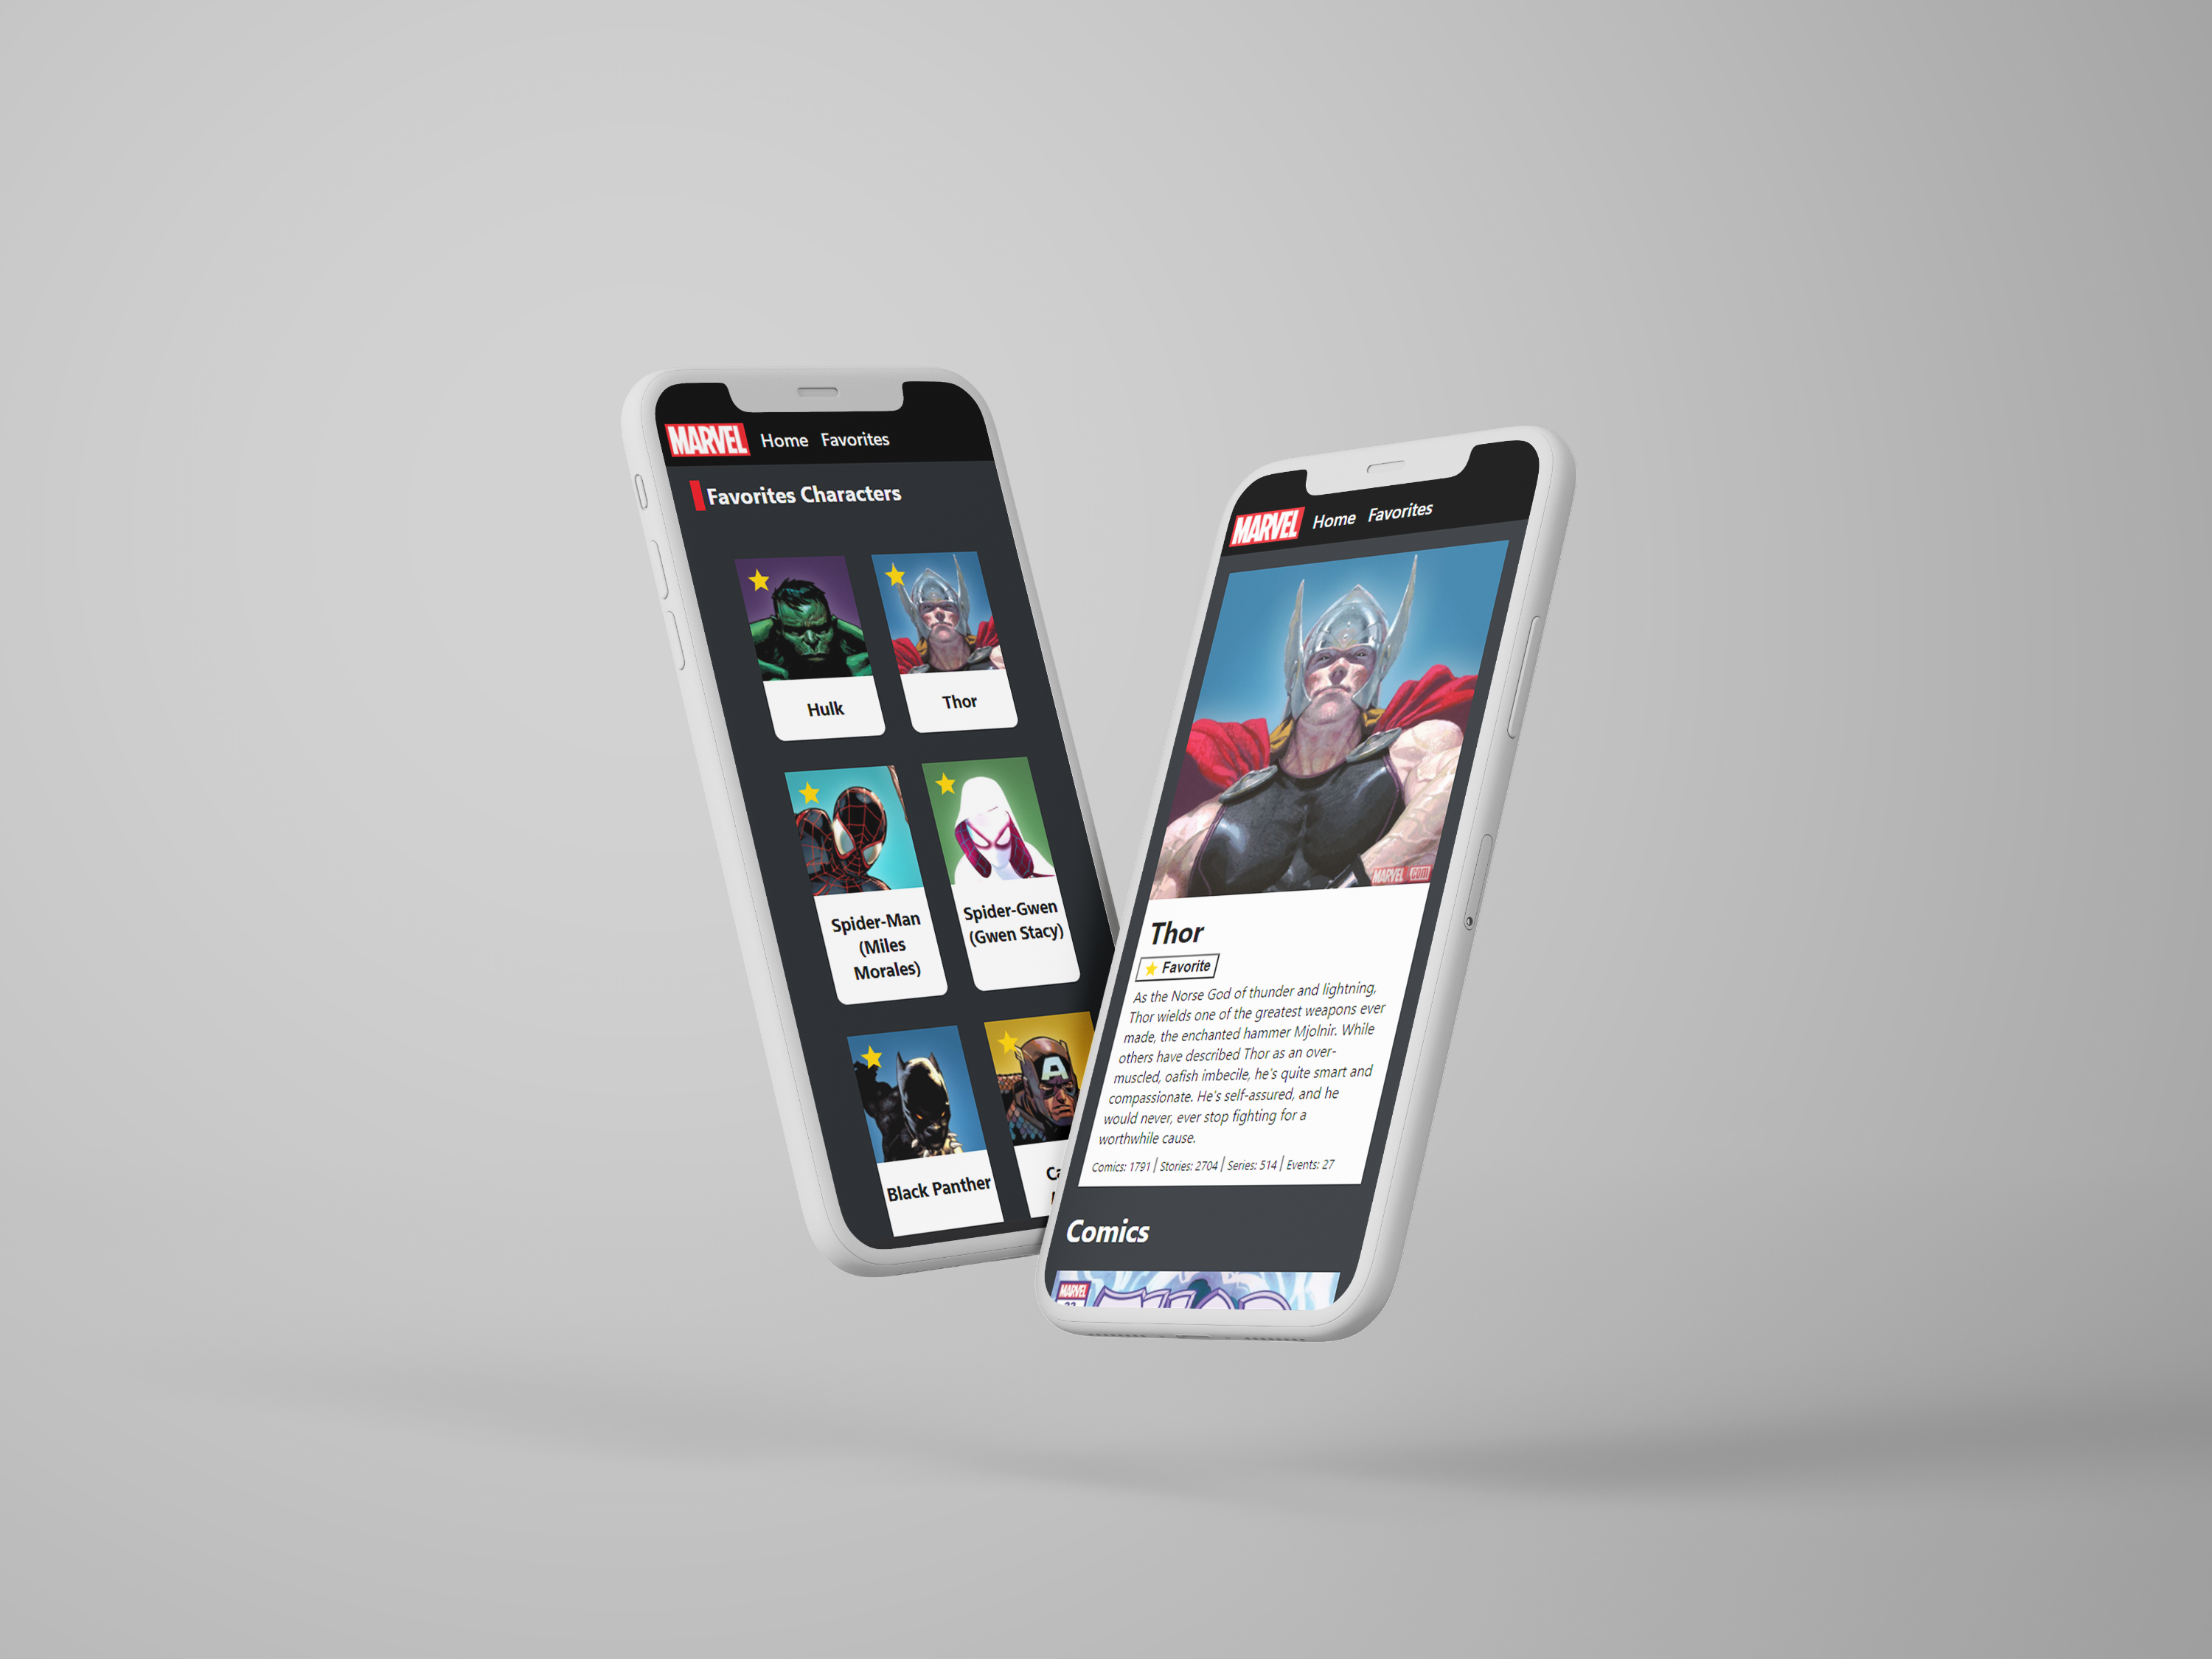 MARVEL Home Favorites
Favorites Characters
Hulk
Thor
Spider-Man
(Miles
Morales)
Spider-Gwen
(Gwen Stacy)
Black Panther
A
MARVEL Home Favorites
MARVEL.COM
Thor
Favorite
As the Norse God of thunder and lightning,
Thor wields one of the greatest weapons ever
made, the enchanted hammer Mjolnir. While
others have described Thor as an over-
muscled, oafish imbecile, he's quite smart and
compassionate. He's self-assured, and he
would never, ever stop fighting for a
worthwhile cause.
Comics: 1791 | Stories: 2704 | Series: 514 | Events: 27
Comics
MARVEL